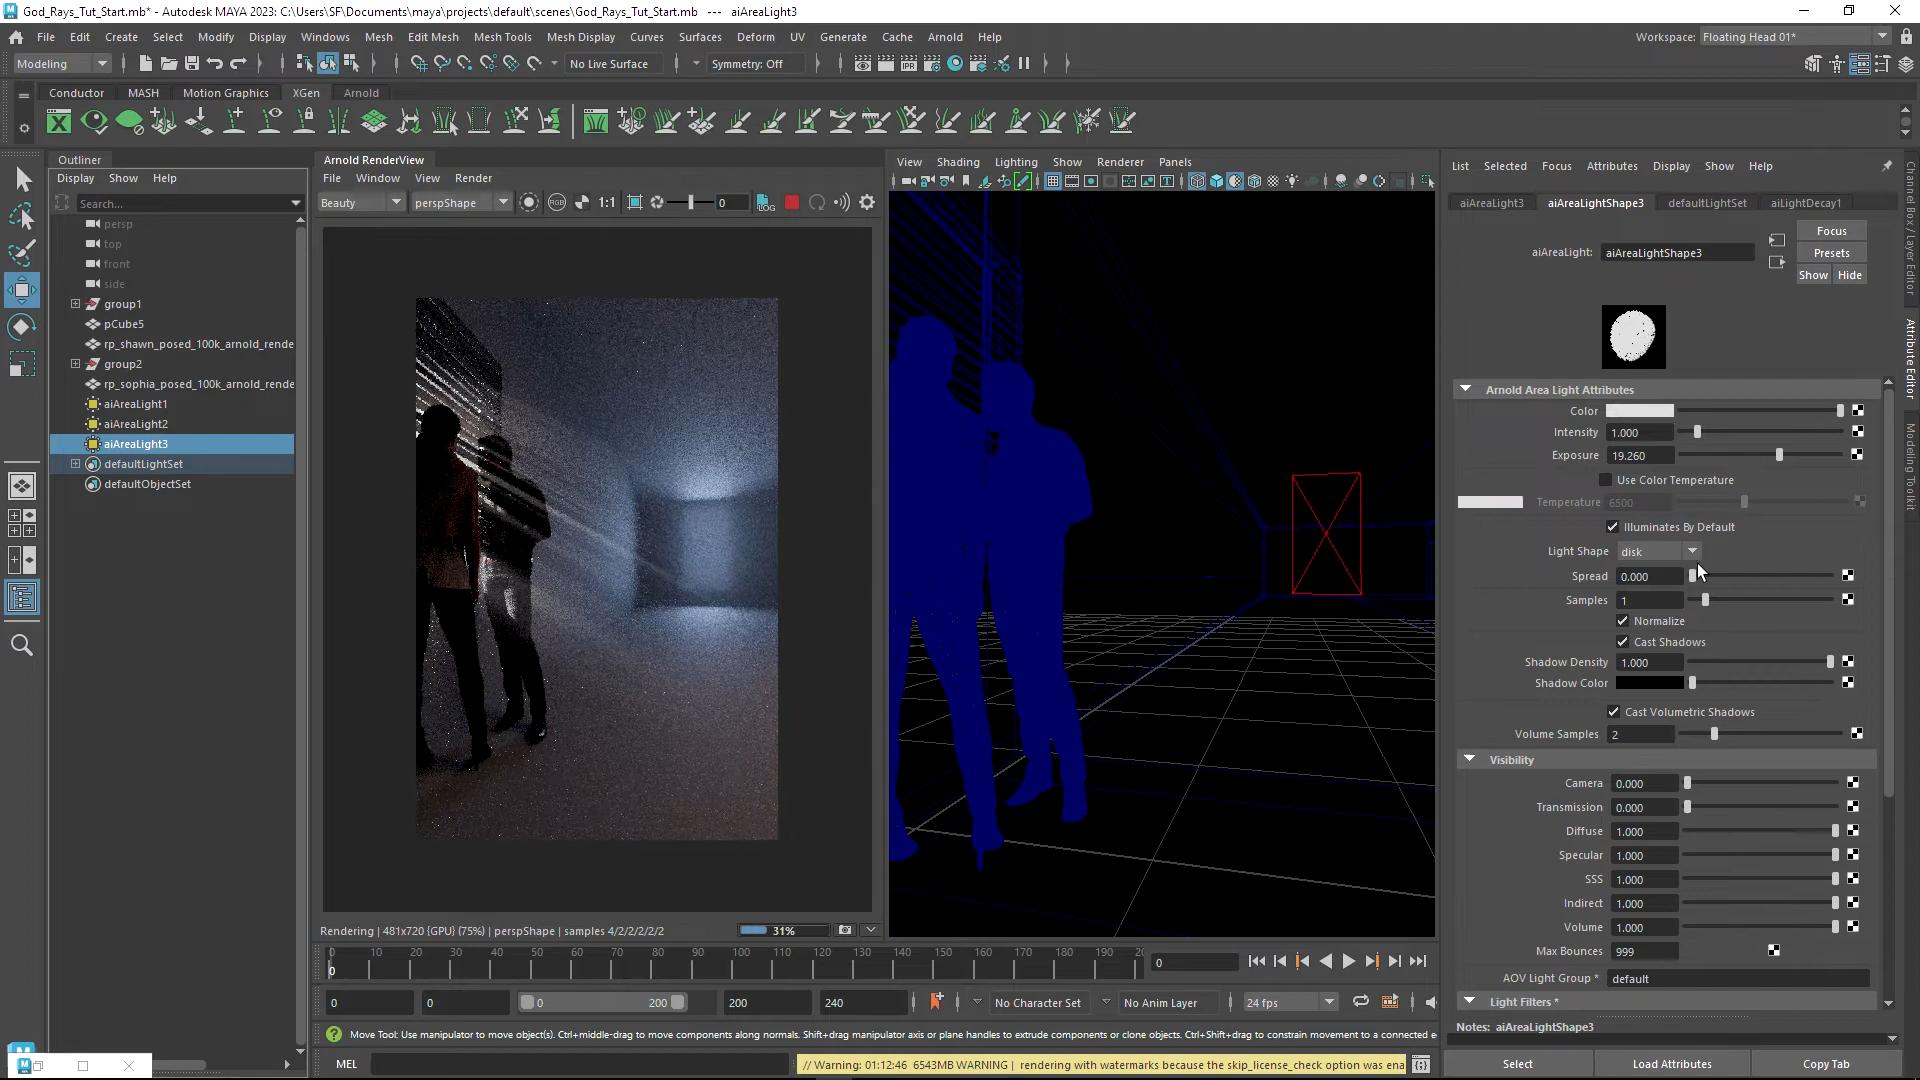 God_Rays_Tut_Start.mb* - Autodesk MAYA 2023: C:\Users\SF\Documents\maya\projects\default\scenes\God_Rays_Tut_Start.mb --- aiAreaLight3
File Edit Create Select Modify Display Windows Mesh Edit Mesh Mesh Tools Mesh Display Curves Surfaces Deform UV Generate Cache Arnold Help
Workspace: Floating Head 01*
Modeling
No Live Surface
Symmetry: Off
IPR
Conductor MASH Motion Graphics XGen Arnold
Outliner
Display Show Help
Search...
persp
top
front
side
group1
pCube5
rp_shawn_posed_100k_arnold_rende
group2
rp_sophia_posed_100k_arnold_rende
aiAreaLight1
aiAreaLight2
aiAreaLight3
defaultLightSet
defaultObjectSet
Arnold RenderView
File Window View Render
Beauty perspShape RGB 1:1 0 LOG
Rendering | 481x720 {GPU} (75%) | perspShape | samples 4/2/2/2/2
31%
View Shading Lighting Show Renderer Panels
List Selected Focus Attributes Display Show Help
aiAreaLight3 aiAreaLightShape3 defaultLightSet aiLightDecay1
aiAreaLight: aiAreaLightShape3
Focus
Presets
Show Hide
Arnold Area Light Attributes
Color
Intensity 1.000
Exposure 19.260
Use Color Temperature
Temperature 6500
Illuminates By Default
Light Shape disk
Spread 0.000
Samples 1
Normalize
Cast Shadows
Shadow Density 1.000
Shadow Color
Cast Volumetric Shadows
Volume Samples 2
Visibility
Camera 0.000
Transmission 0.000
Diffuse 1.000
Specular 1.000
SSS 1.000
Indirect 1.000
Volume 1.000
Max Bounces 999
AOV Light Group * default
Light Filters *
Notes: aiAreaLightShape3
Select Load Attributes Copy Tab
Channel Box / Layer Editor
Attribute Editor
Modeling Toolkit
0 10 20 30 40 50 60 70 80 90 100 110 120 130 140 150 160 170 180 190 20
0
0
0 0 0 200 200 240
No Character Set
No Anim Layer
24 fps
Move Tool: Use manipulator to move object(s). Ctrl+middle-drag to move components along normals. Shift+drag manipulator axis or plane handles to extrude components or clone objects. Ctrl+Shift+drag to constrain movement to a connected e
MEL
// Warning: 01:12:46 6543MB WARNING | rendering with watermarks because the skip_license_check option was ena